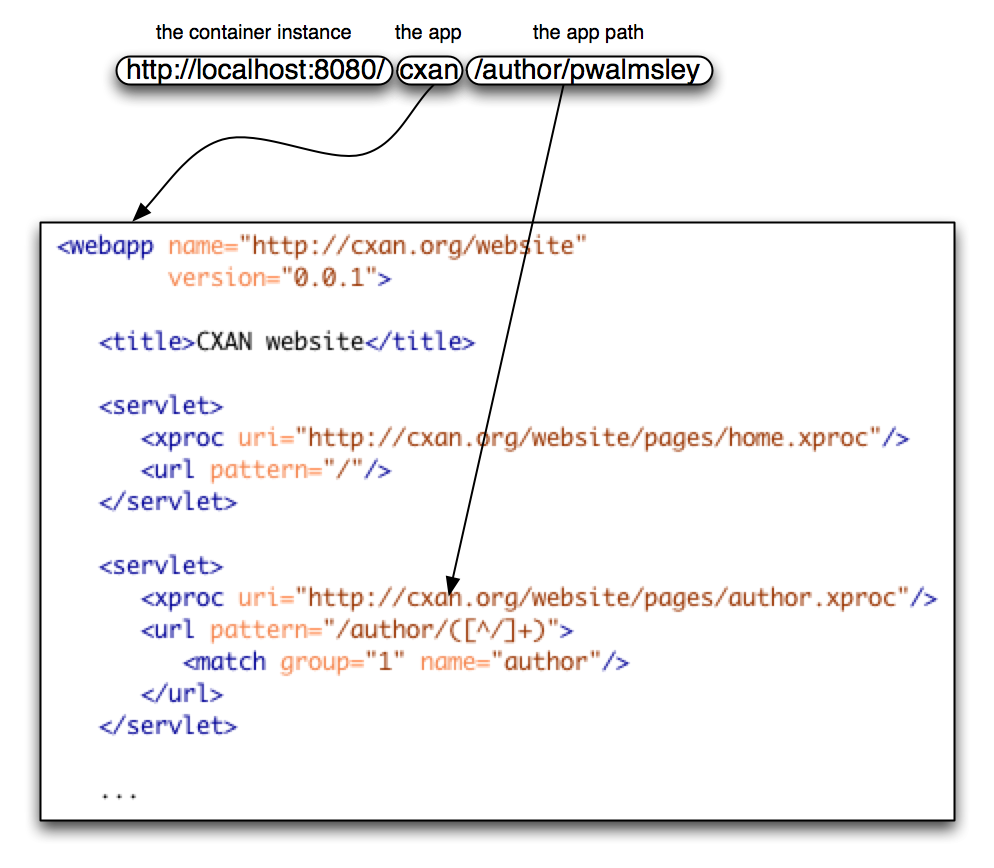 the container instance the app the app path
http://localhost:8080/ cxan /author/pwalmsley
<webapp name="http://cxan.org/website"
version="0.0.1">
<title>CXAN website</title>
<servlet>
<xproc uri="http://cxan.org/website/pages/home.xproc"/>
<url pattern="/"/>
</servlet>
<servlet>
<xproc uri="http://cxan.org/website/pages/author.xproc"/>
<url pattern="/author/([^/]+)">
<match group="1" name="author"/>
</url>
</servlet>
...